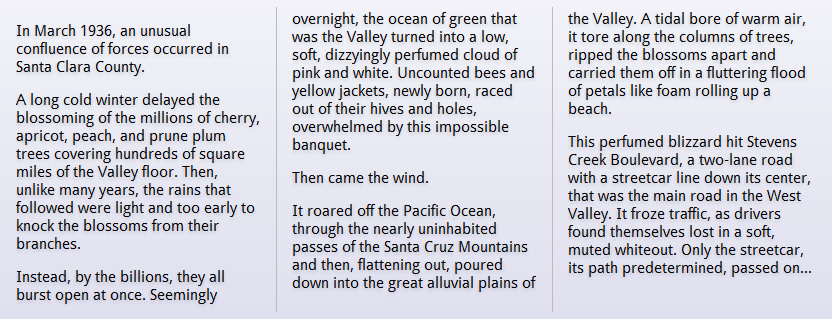 In March 1936, an unusual
confluence of forces occurred in
Santa Clara County.
A long cold winter delayed the
blossoming of the millions of cherry,
apricot, peach, and prune plum
trees covering hundreds of square
miles of the Valley floor. Then,
unlike many years, the rains that
followed were light and too early to
knock the blossoms from their
branches.
Instead, by the billions, they all
burst open at once. Seemingly
overnight, the ocean of green that
was the Valley turned into a low,
soft, dizzyingly perfumed cloud of
pink and white. Uncounted bees and
yellow jackets, newly born, raced
out of their hives and holes,
overwhelmed by this impossible
banquet.
Then came the wind.
It roared off the Pacific Ocean,
through the nearly uninhabited
passes of the Santa Cruz Mountains
and then, flattening out, poured
down into the great alluvial plains of
the Valley. A tidal bore of warm air,
it tore along the columns of trees,
ripped the blossoms apart and
carried them off in a fluttering flood
of petals like foam rolling up a
beach.
This perfumed blizzard hit Stevens
Creek Boulevard, a two-lane road
with a streetcar line down its center,
that was the main road in the West
Valley. It froze traffic, as drivers
found themselves lost in a soft,
muted whiteout. Only the streetcar,
its path predetermined, passed on...